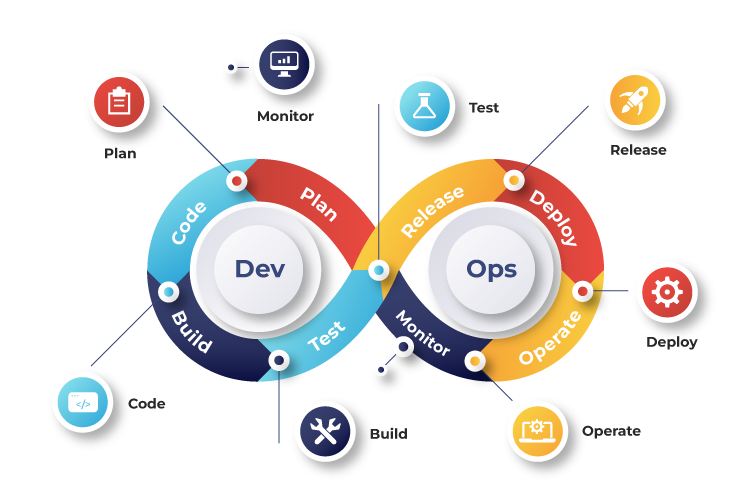 Monitor
Plan
Test
Release
Code
Plan
Release
Deploy
Dev
Ops
Build
Test
Monitor
Operate
Deploy
Code
Build
Operate
</>